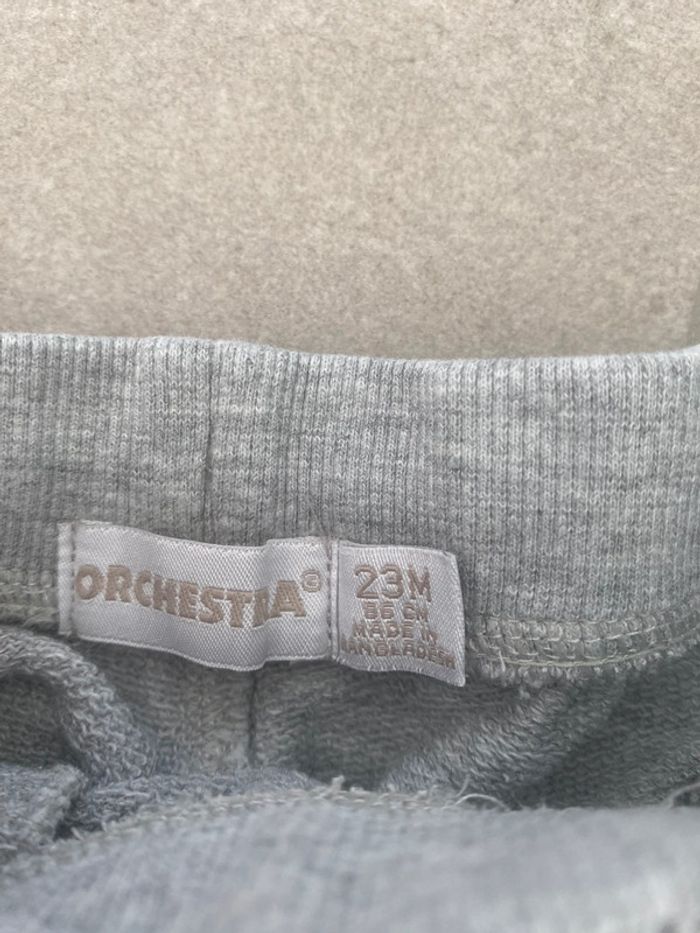 ORCHESTRA®
23M
86 CM
MADE IN
BANGLADESH